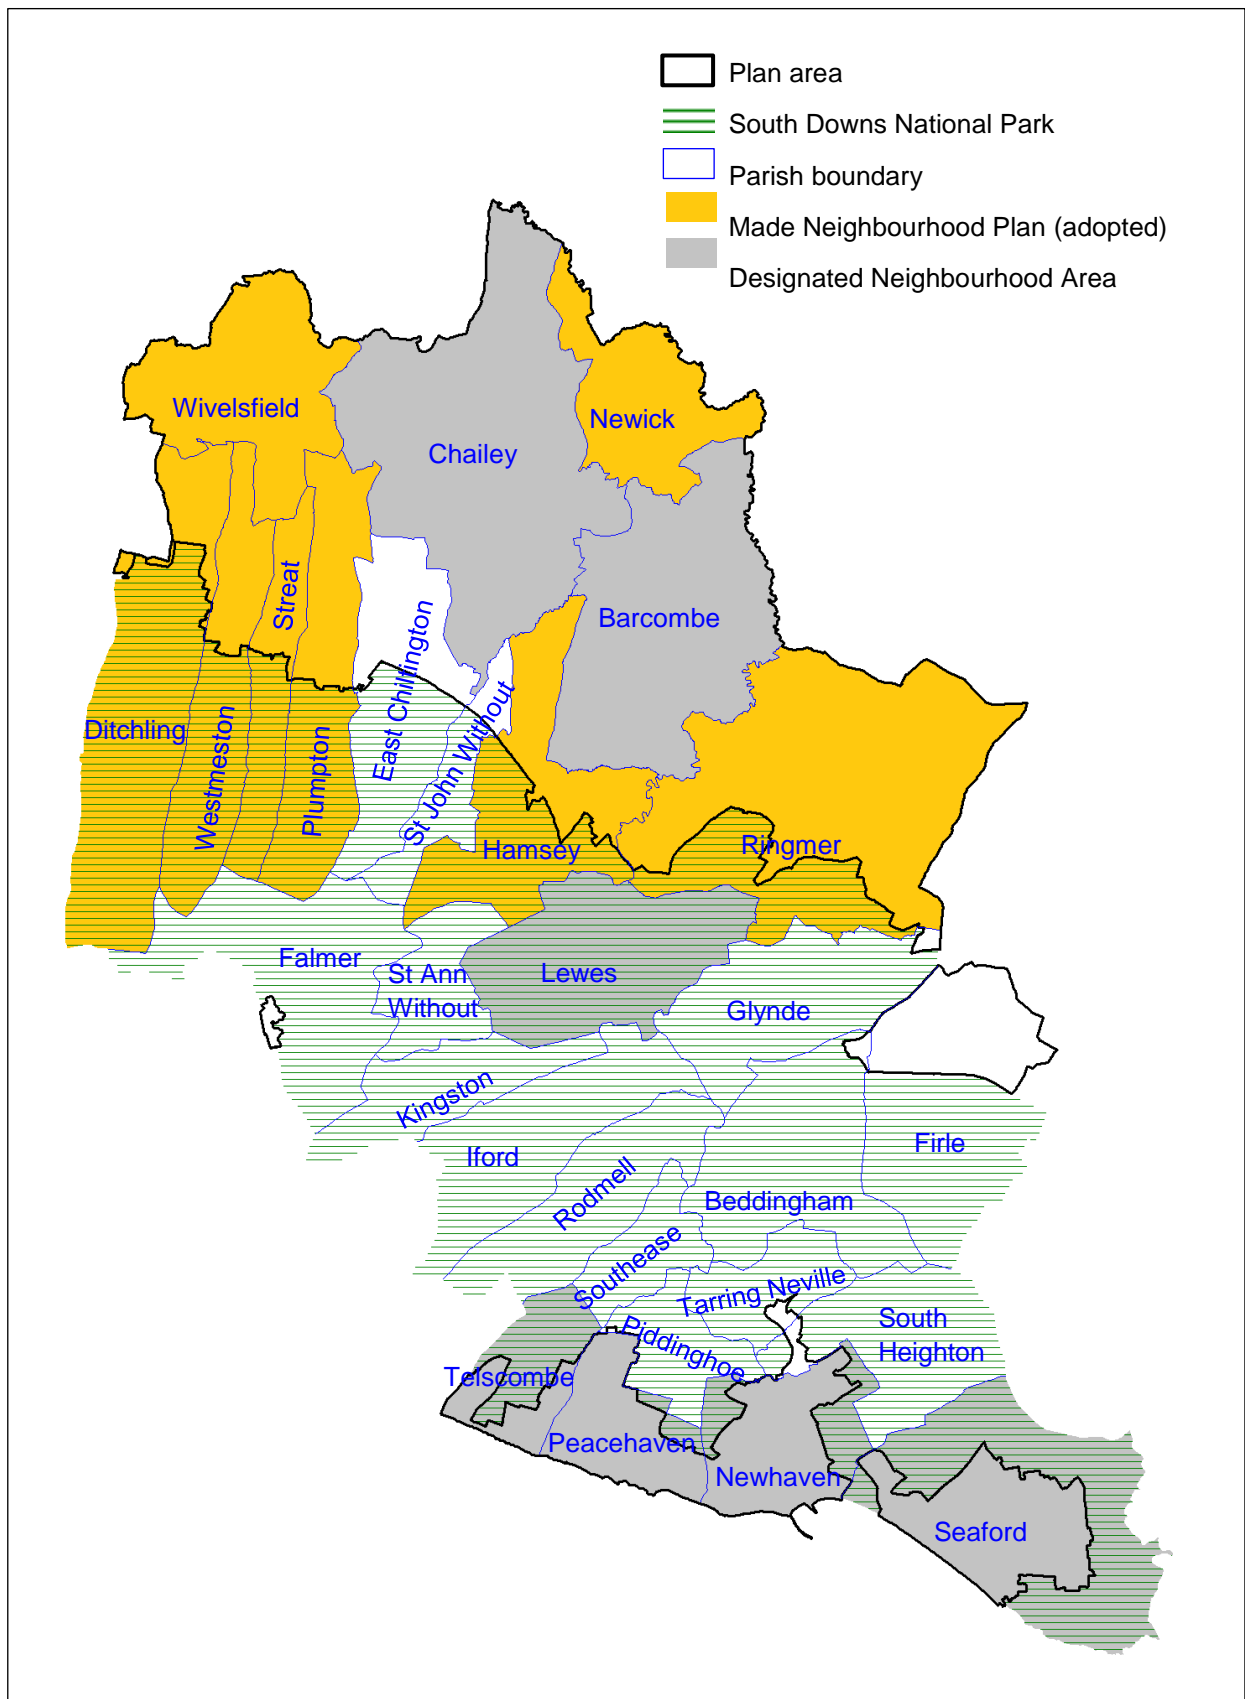 Plan area
South Downs National Park
Parish boundary
Made Neighbourhood Plan (adopted)
Designated Neighbourhood Area
Wivelsfield
Newick
Chailey
Streat
Barcombe
East Chiltington
St John Without
Ditchling
Westmeston
Plumpton
Hamsey
Ringmer
Falmer
St Ann
Without
Lewes
Glynde
Kingston
Iford
Firle
Rodmell
Beddingham
Southease
Tarring Neville
Piddinghoe
South
Heighton
Telscombe
Peacehaven
Newhaven
Seaford